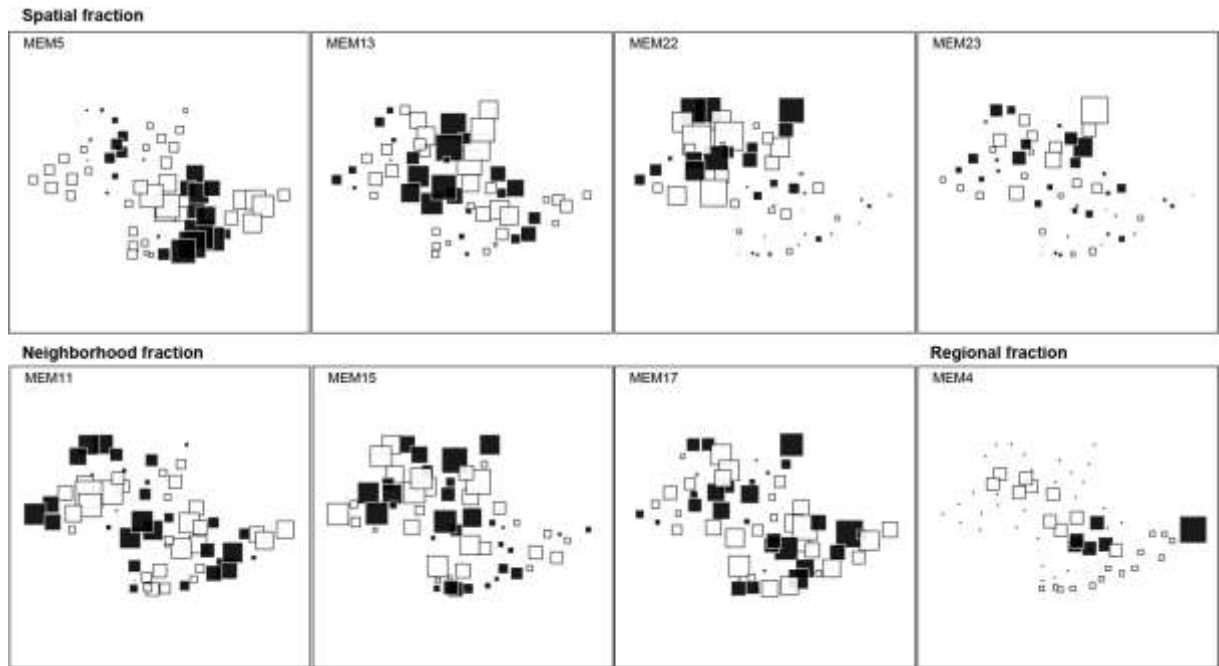 Spatial fraction
MEM5
MEM13
MEM22
MEM23
Neighborhood fraction
Regional fraction
MEM11
MEM15
MEM17
MEM4